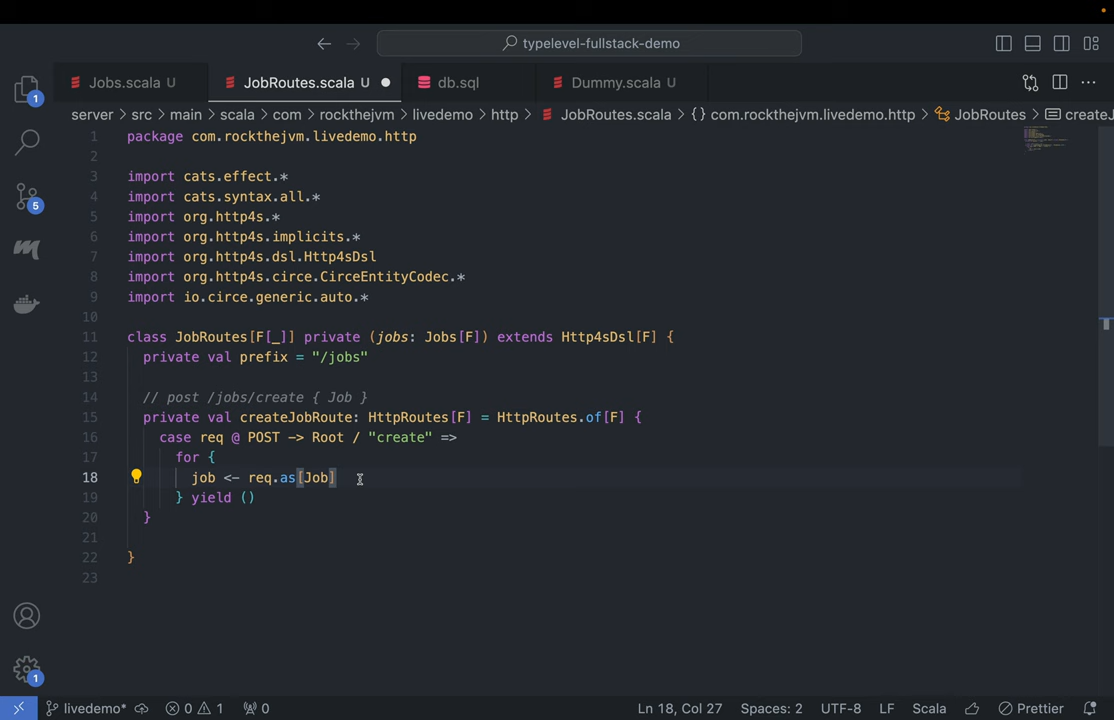 typelevel-fullstack-demo
Jobs.scala U
JobRoutes.scala U
db.sql
Dummy.scala U
server > src > main > scala > com > rockthejvm > livedemo > http > JobRoutes.scala > {} com.rockthejvm.livedemo.http > JobRoutes > createJ
1 package com.rockthejvm.livedemo.http
2
3 import cats.effect.*
4 import cats.syntax.all.*
5 import org.http4s.*
6 import org.http4s.implicits.*
7 import org.http4s.dsl.Http4sDsl
8 import org.http4s.circe.CirceEntityCodec.*
9 import io.circe.generic.auto.*
10
11 class JobRoutes[F[_]] private (jobs: Jobs[F]) extends Http4sDsl[F] {
12 private val prefix = "/jobs"
13
14 // post /jobs/create { Job }
15 private val createJobRoute: HttpRoutes[F] = HttpRoutes.of[F] {
16 case req @ POST -> Root / "create" =>
17 for {
18 job <- req.as[Job]
19 } yield ()
20 }
21
22 }
23
1
5
1
livedemo* 0 1 0 Ln 18, Col 27 Spaces: 2 UTF-8 LF Scala Prettier